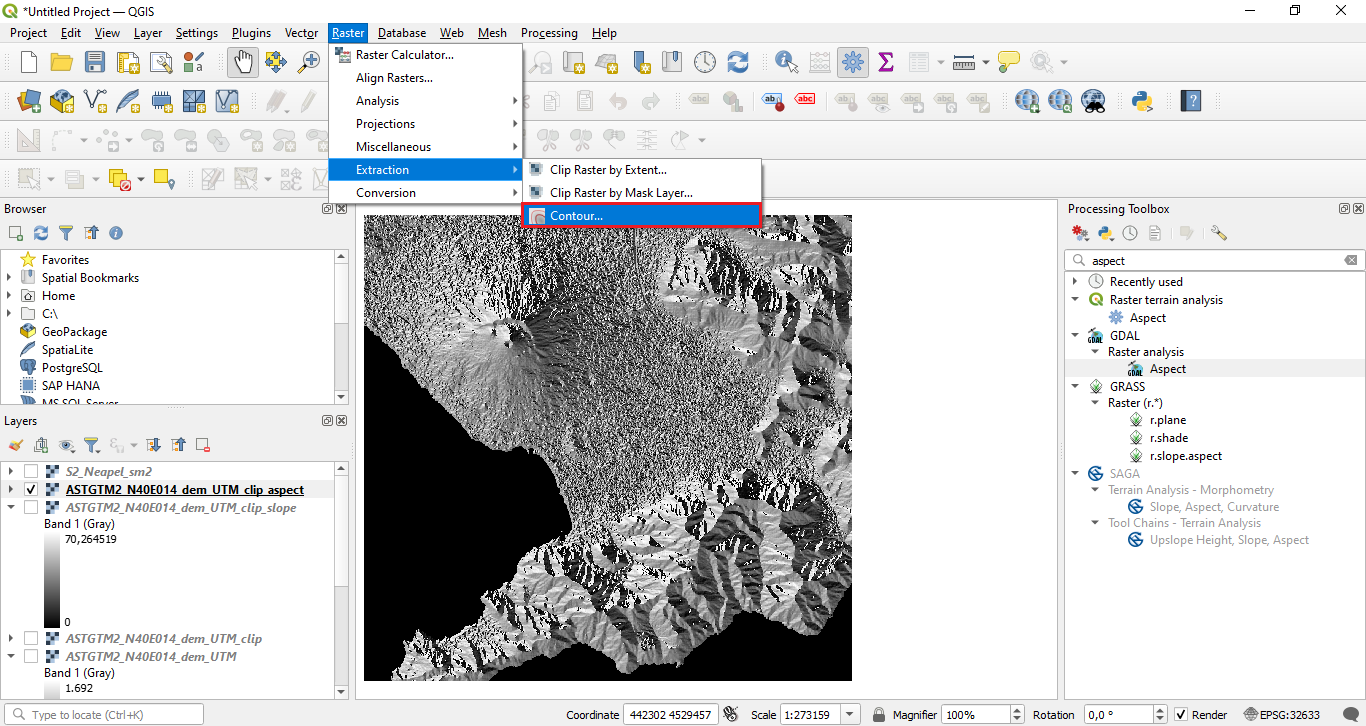 *Untitled Project — QGIS
Project Edit View Layer Settings Plugins Vector Raster Database Web Mesh Processing Help
Raster Calculator...
Align Rasters...
Analysis
Projections
Miscellaneous
Extraction
Conversion
Clip Raster by Extent...
Clip Raster by Mask Layer...
Contour...
abc
abc
abc
Browser
Favorites
Spatial Bookmarks
Home
C:\
GeoPackage
SpatiaLite
PostgreSQL
SAP HANA
MS SQL Server
Layers
S2_Neapel_sm2
ASTGTM2_N40E014_dem_UTM_clip_aspect
ASTGTM2_N40E014_dem_UTM_clip_slope
Band 1 (Gray)
70,264519
0
ASTGTM2_N40E014_dem_UTM_clip
ASTGTM2_N40E014_dem_UTM
Band 1 (Gray)
1.692
Processing Toolbox
aspect
Recently used
Raster terrain analysis
Aspect
GDAL
Raster analysis
Aspect
GRASS
Raster (r.*)
r.plane
r.shade
r.slope.aspect
SAGA
Terrain Analysis - Morphometry
Slope, Aspect, Curvature
Tool Chains - Terrain Analysis
Upslope Height, Slope, Aspect
Type to locate (Ctrl+K)
Coordinate 442302 4529457 Scale 1:273159 Magnifier 100% Rotation 0,0 ° Render EPSG:32633